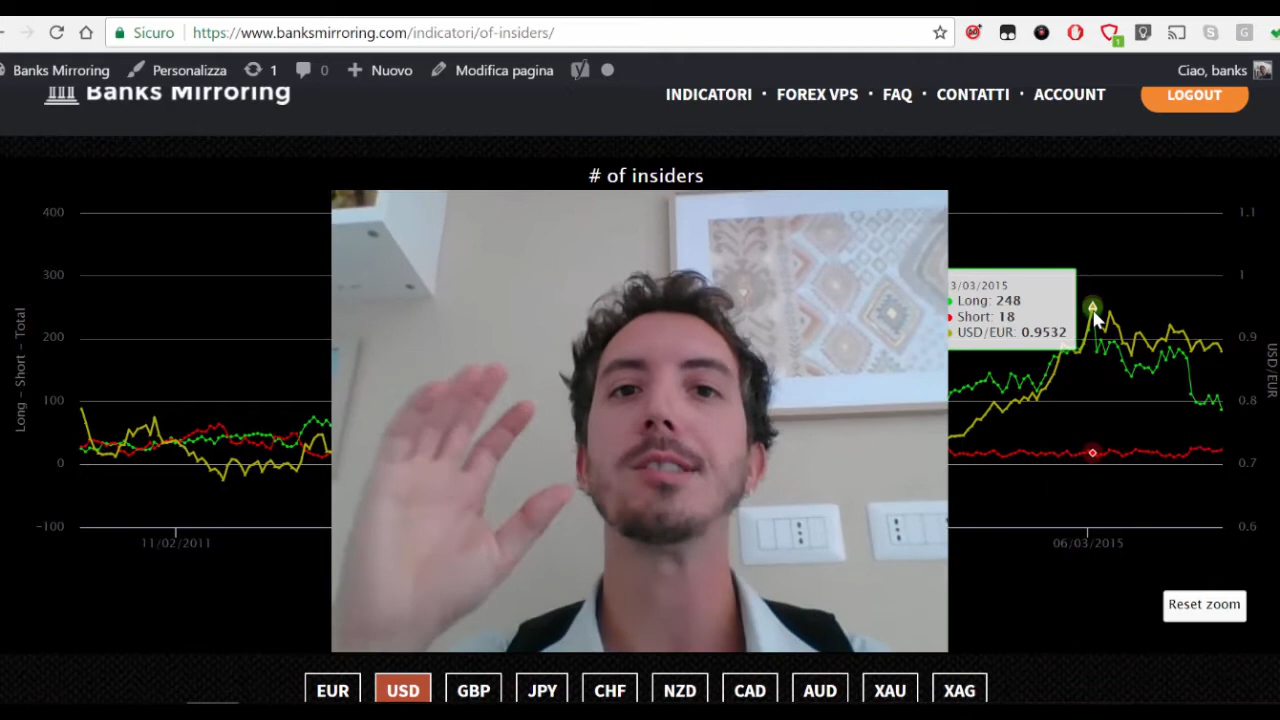 Sicuro https://www.banksmirroring.com/indicatori/of-insiders/
Banks Mirroring Personalizza 1 0 Nuovo Modifica pagina Ciao, banks
Banks Mirroring INDICATORI · FOREX VPS · FAQ · CONTATTI · ACCOUNT LOGOUT
# of insiders
400
300
200
100
0
-100
Long - Short - Total
1.1
1
0.9
0.8
0.7
0.6
USD/EUR
3/03/2015
Long: 248
Short: 18
USD/EUR: 0.9532
11/02/2011
06/03/2015
Reset zoom
EUR USD GBP JPY CHF NZD CAD AUD XAU XAG